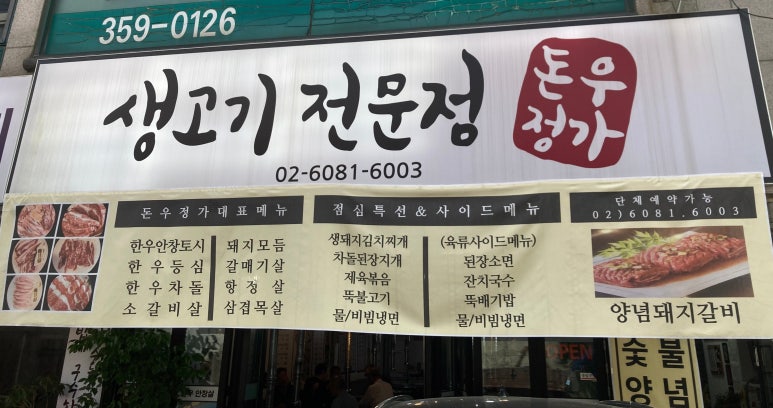 359-0126
생고기 전문점
돈우
정가
02-6081-6003
돈우정가대표메뉴
한우안창토시 돼지모듬
한우등심 갈매기살
한우차돌 항정살
소갈비살 삼겹목살
점심특선&사이드메뉴
생돼지김치찌개 (육류사이드메뉴)
차돌된장지개 된장소면
제육볶음 잔치국수
뚝불고기 뚝배기밥
물/비빔냉면 물/비빔냉면
단체예약가능
02)6081.6003
양념돼지갈비
OPEN
숯불
양념